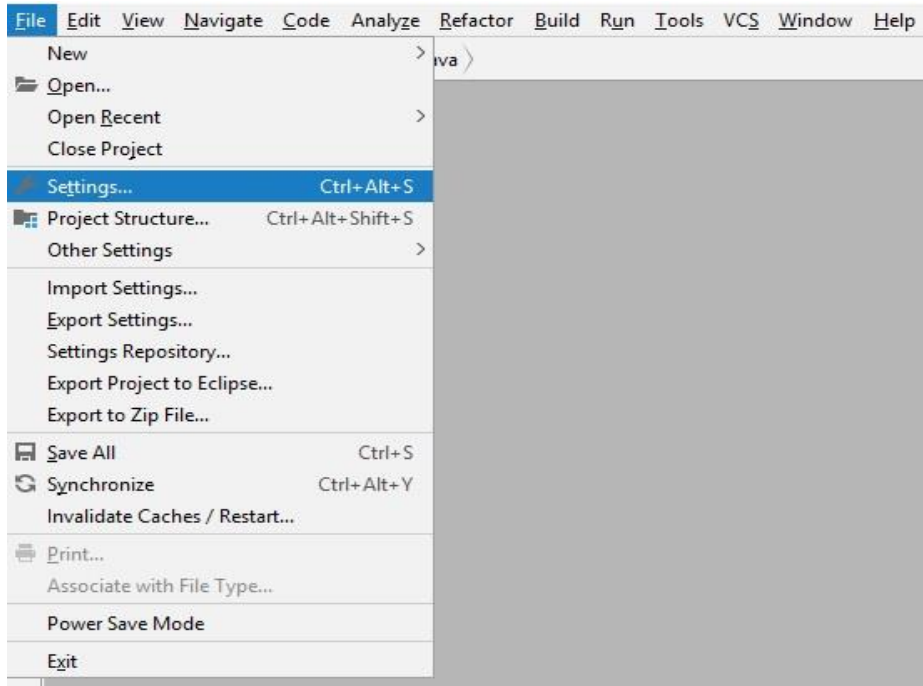 File Edit View Navigate Code Analyze Refactor Build Run Tools VCS Window Help
New
Open...
Open Recent
Close Project
Settings... Ctrl+Alt+S
Project Structure... Ctrl+Alt+Shift+S
Other Settings
Import Settings...
Export Settings...
Settings Repository...
Export Project to Eclipse...
Export to Zip File...
Save All Ctrl+S
Synchronize Ctrl+Alt+Y
Invalidate Caches / Restart...
Print...
Associate with File Type...
Power Save Mode
Exit